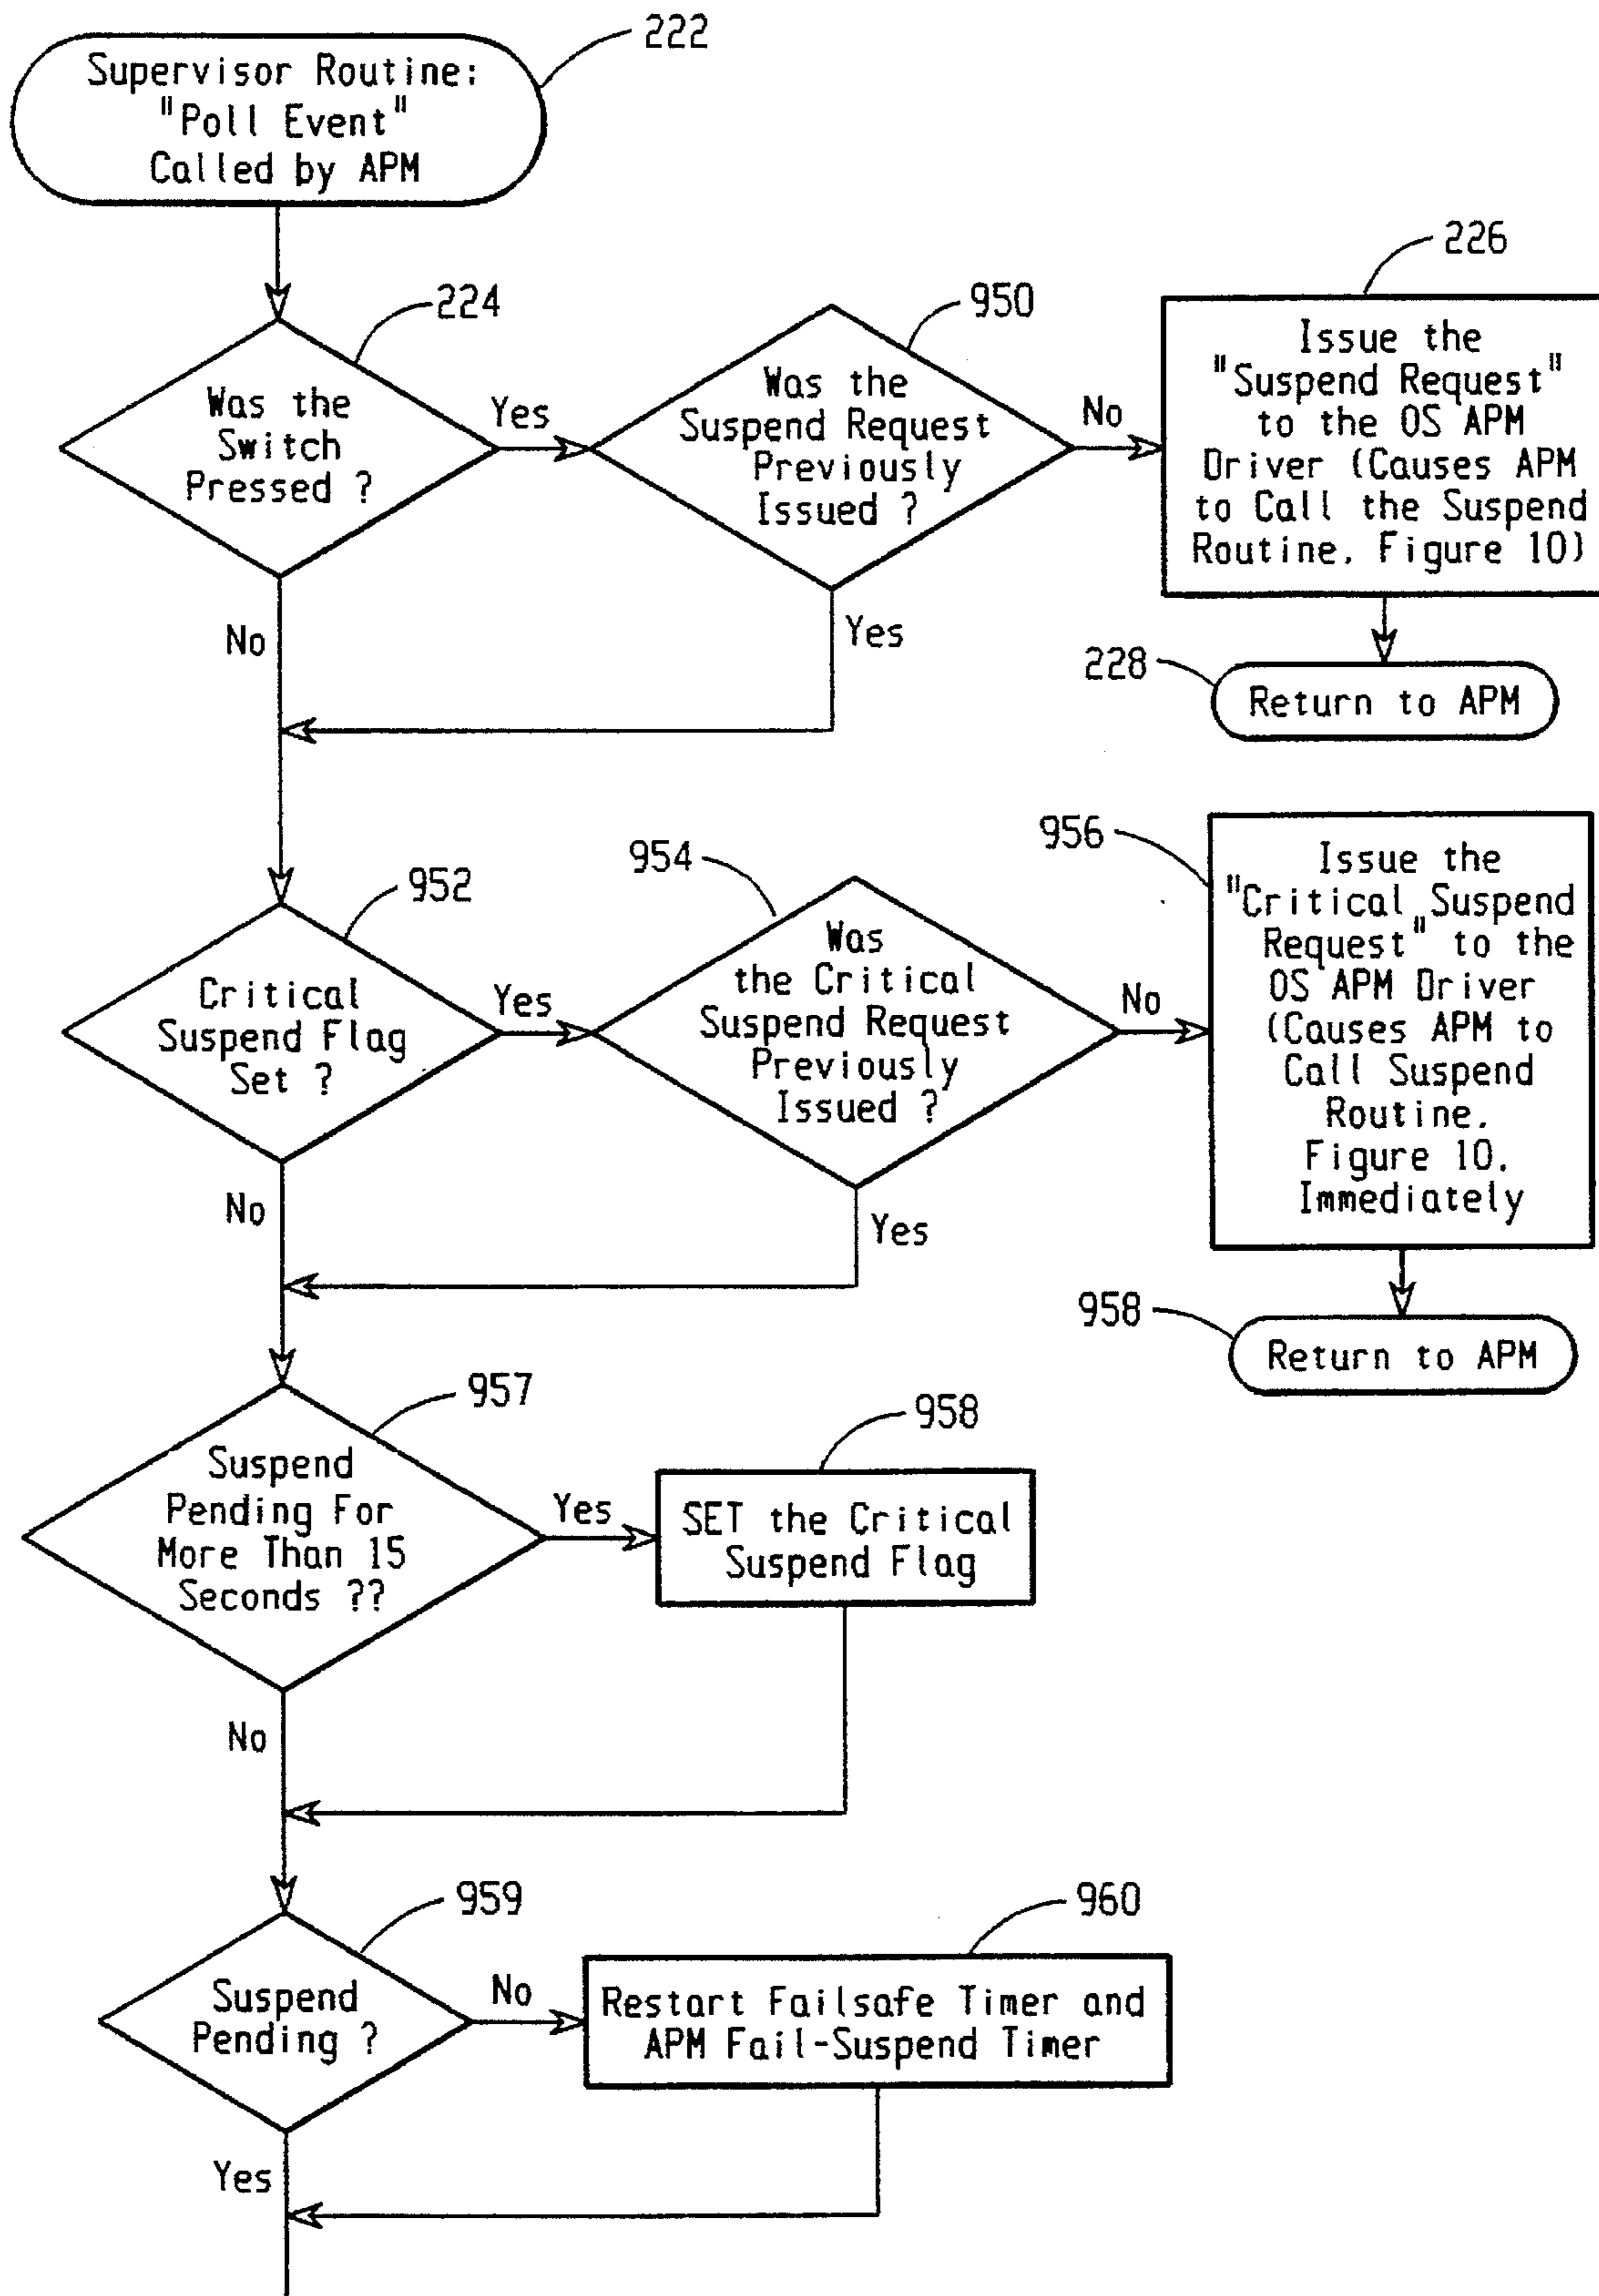 222
Supervisor Routine:
"Poll Event"
Called by APM
224
Was the
Switch
Pressed ?
Yes
No
950
Was the
Suspend Request
Previously
Issued ?
No
Yes
226
Issue the
"Suspend Request"
to the OS APM
Driver (Causes APM
to Call the Suspend
Routine. Figure 10)
228
Return to APM
952
Critical
Suspend Flag
Set ?
Yes
No
954
Was
the Critical
Suspend Request
Previously
Issued ?
No
Yes
956
Issue the
"Critical Suspend
Request" to the
OS APM Driver
(Causes APM to
Call Suspend
Routine.
Figure 10.
Immediately
958
Return to APM
957
Suspend
Pending For
More Than 15
Seconds ??
Yes
No
958
SET the Critical
Suspend Flag
959
Suspend
Pending ?
No
Yes
960
Restart Failsafe Timer and
APM Fail-Suspend Timer